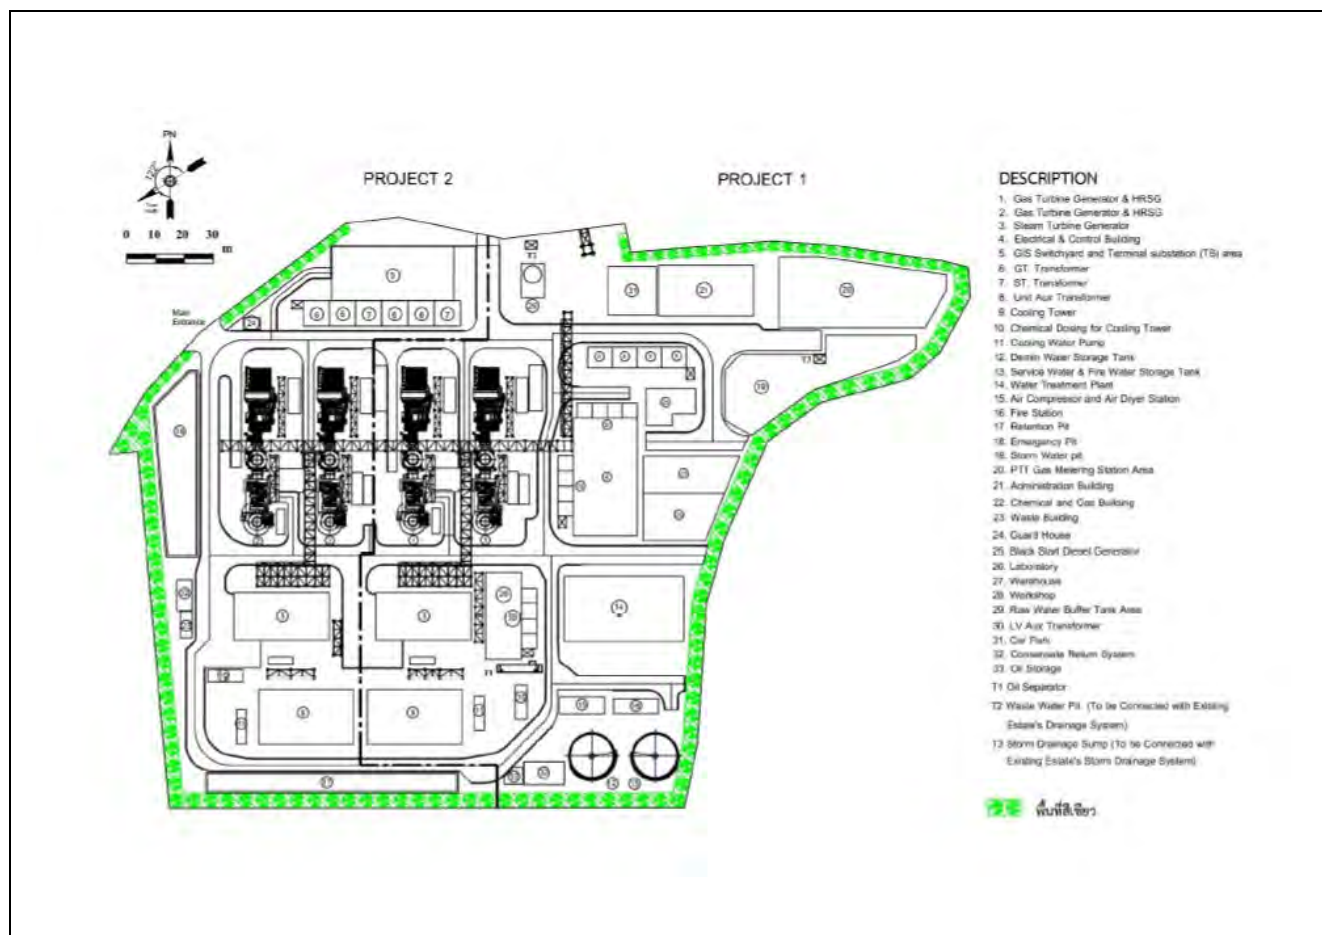 PN
122°
0 10 20 30
m
PROJECT 2
PROJECT 1
Main
Entrance
DESCRIPTION
1. Gas Turbine Generator & HRSG
2. Gas Turbine Generator & HRSG
3. Steam Turbine Generator
4. Electrical & Control Building
5. GIS Switchyard and Terminal substation (TS) area
6. GT. Transformer
7. ST. Transformer
8. Unit Aux Transformer
9. Cooling Tower
10. Chemical Dosing for Cooling Tower
11. Cooling Water Pump
12. Demin Water Storage Tank
13. Service Water & Fire Water Storage Tank
14. Water Treatment Plant
15. Air Compressor and Air Dryer Station
16. Fire Station
17. Retention Pit
18. Emergency Pit
19. Storm Water pit
20. PTT Gas Metering Station Area
21. Administration Building
22. Chemical and Gas Building
23. Waste Building
24. Guard House
25. Black Start Diesel Generator
26. Laboratory
27. Warehouse
28. Workshop
29. Raw Water Buffer Tank Area
30. LV Aux Transformer
31. Car Park
32. Consensate Return System
33. Oil Storage
T1 Oil Separator
T2 Waste Water Pit. (To be Connected with Existing
Estate's Drainage System)
T3 Storm Drainage Sump (To be Connected with
Existing Estate's Storm Drainage System)
พื้นที่สีเขียว